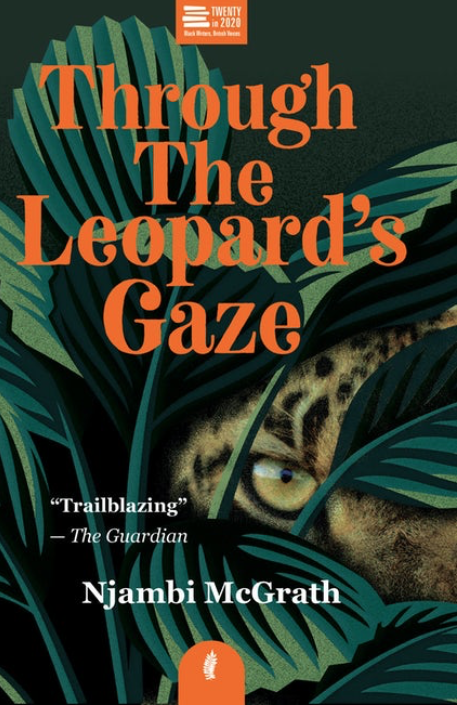 TWENTY
in 2020
Black Writers, British Voices
Through
The
Leopard's
Gaze
“Trailblazing”
— The Guardian
Njambi McGrath